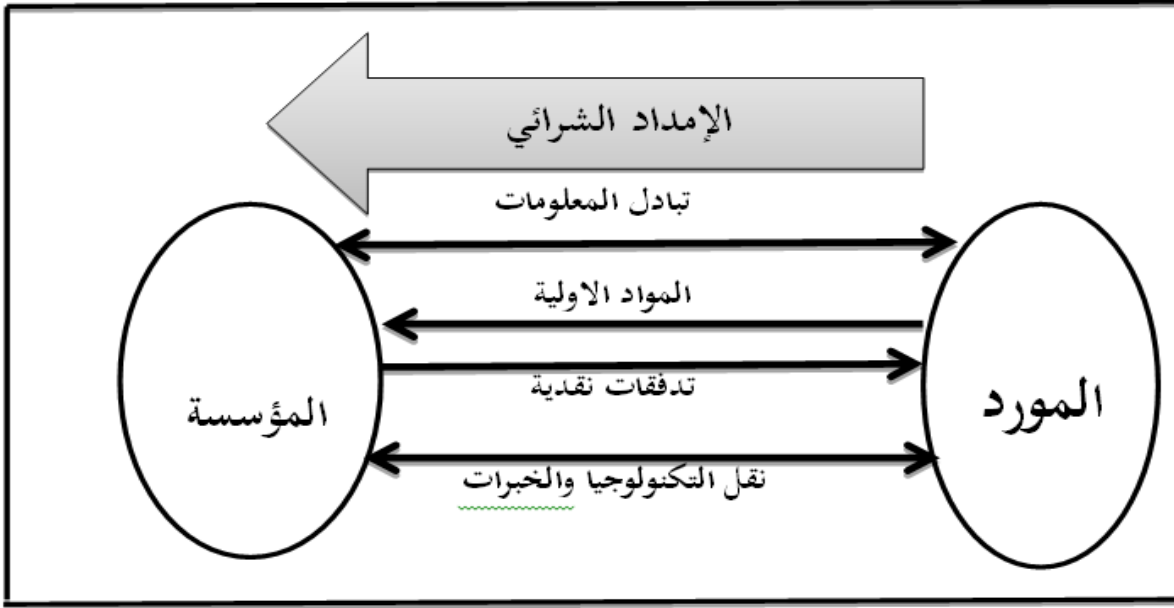 الإمداد الشرائي
تبادل المعلومات
المواد الاولية
تدفقات نقدية
المورد
المؤسسة
نقل التكنولوجيا والخبرات